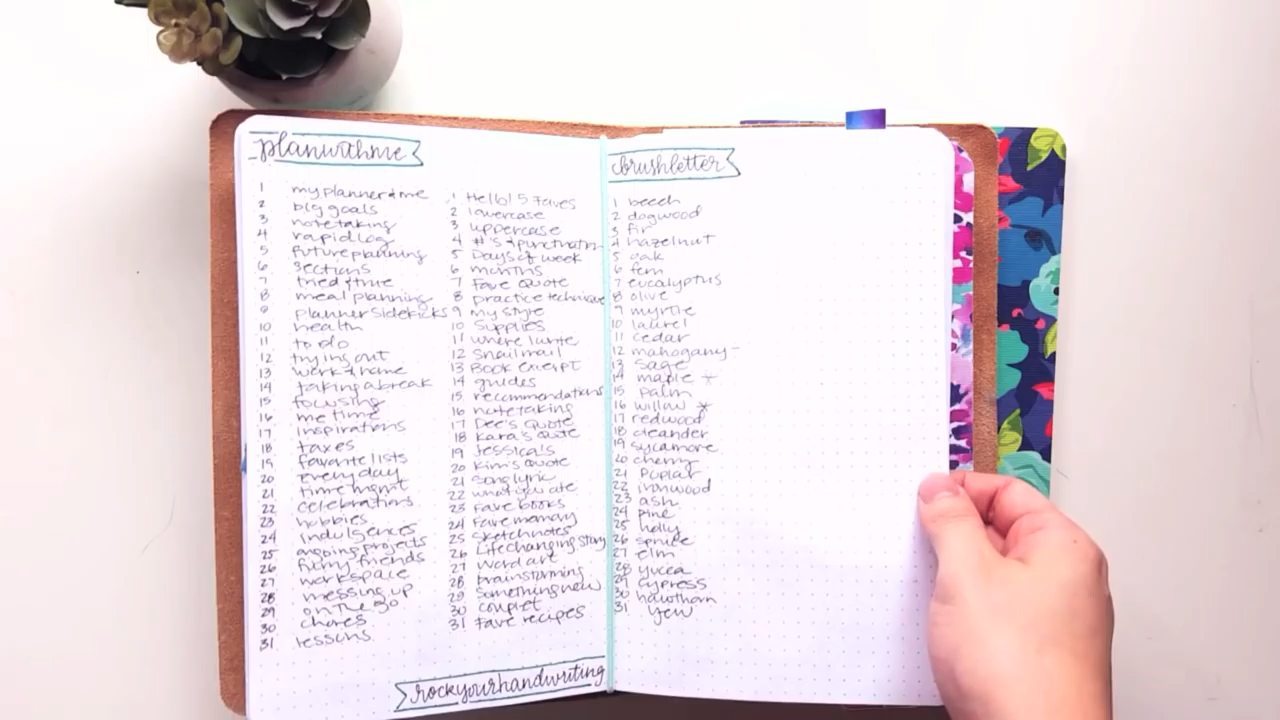 planwithme
1 my planner & me
2 big goals
3 notetaking
4 rapid log
5 future planning
6 sections
7 tried & true
8 meal planning
9 planner sidekicks
10 health
11 to do
12 trying out
13 work & home
14 taking a break
15 focusing
16 me time
17 inspirations
18 taxes
19 favorite lists
20 everyday
21 time mgmt
22 celebrations
23 hobbies
24 indulgences
25 ongoing projects
26 furry friends
27 workspace
28 messing up
29 on the go
30 chores
31 lessons
1 Hello! 5 Faves
2 lowercase
3 uppercase
4 #'s & punctuation
5 Days of week
6 months
7 Fave Quote
8 practice technique
9 my style
10 Supplies
11 where I write
12 Snail mail
13 Book excerpt
14 guides
15 recommendations
16 notetaking
17 Dee's quote
18 Kara's quote
19 Jessica's
20 Kim's quote
21 Song lyric
22 what you ate
23 Fave books
24 Fave memory
25 Sketchnotes
26 Life changing story
27 Word art
28 brainstorming
29 Something new
30 couplet
31 Fave recipes
rockyourhandwriting
brushletter
1 beech
2 dogwood
3 fir
4 hazelnut
5 oak
6 fern
7 eucalyptus
8 olive
9 myrtle
10 laurel
11 cedar
12 mahogany
13 Sage
14 maple *
15 palm
16 willow *
17 redwood
18 oleander
19 sycamore
20 cherry
21 Poplar
22 ironwood
23 ash
24 pine
25 holly
26 spruce
27 elm
28 yucca
29 cypress
30 hawthorn
31 yew